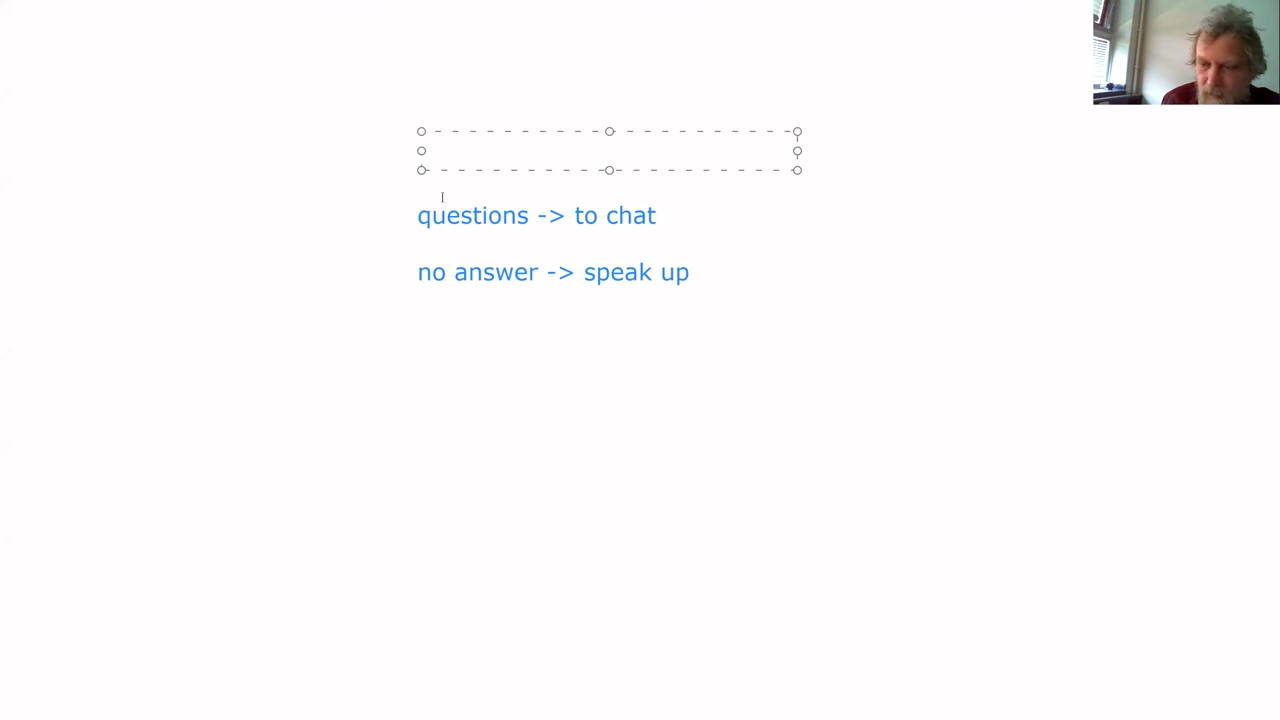 questions -> to chat
no answer -> speak up